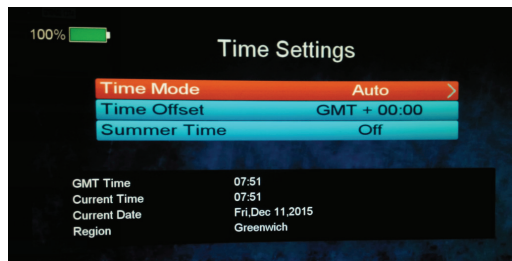 100%
Time Settings
Time Mode Auto >
Time Offset GMT + 00:00
Summer Time Off
GMT Time 07:51
Current Time 07:51
Current Date Fri,Dec 11,2015
Region Greenwich